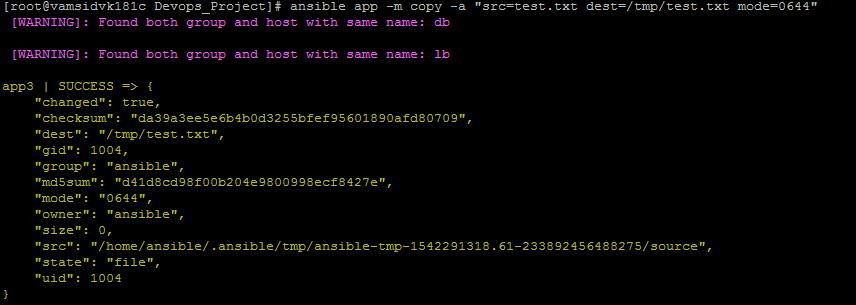 [root@vamsidvk181c Devops_Project]# ansible app -m copy -a "src=test.txt dest=/tmp/test.txt mode=0644"
[WARNING]: Found both group and host with same name: db
[WARNING]: Found both group and host with same name: lb
app3 | SUCCESS => {
    "changed": true,
    "checksum": "da39a3ee5e6b4b0d3255bfef95601890afd80709",
    "dest": "/tmp/test.txt",
    "gid": 1004,
    "group": "ansible",
    "md5sum": "d41d8cd98f00b204e9800998ecf8427e",
    "mode": "0644",
    "owner": "ansible",
    "size": 0,
    "src": "/home/ansible/.ansible/tmp/ansible-tmp-1542291318.61-233892456488275/source",
    "state": "file",
    "uid": 1004
}